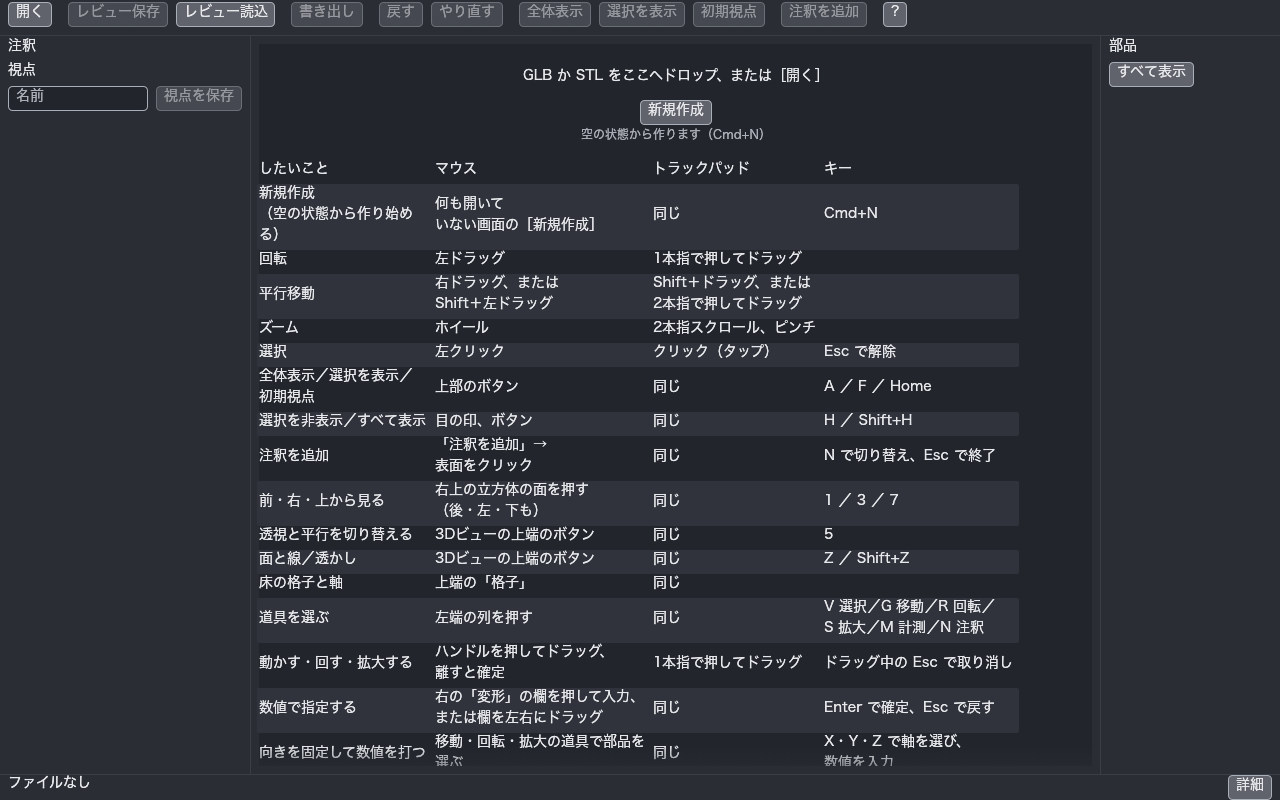 開く レビュー保存 レビュー読込 書き出し 戻す やり直す 全体表示 選択を表示 初期視点 注釈を追加 ?
注釈
視点
名前 視点を保存
部品
すべて表示
GLB か STL をここへドロップ、または［開く］
新規作成
空の状態から作ります（Cmd+N）
したいこと マウス トラックパッド キー
新規作成
（空の状態から作り始め
る）
何も開いて
いない画面の［新規作成］
同じ
Cmd+N
回転 左ドラッグ 1本指で押してドラッグ
平行移動
右ドラッグ、または
Shift＋左ドラッグ
Shift＋ドラッグ、または
2本指で押してドラッグ
ズーム ホイール 2本指スクロール、ピンチ
選択 左クリック クリック（タップ） Esc で解除
全体表示／選択を表示／
初期視点
上部のボタン
同じ
A ／ F ／ Home
選択を非表示／すべて表示 目の印、ボタン 同じ H ／ Shift+H
注釈を追加
「注釈を追加」→
表面をクリック
同じ
N で切り替え、Esc で終了
前・右・上から見る
右上の立方体の面を押す
（後・左・下も）
同じ
1 ／ 3 ／ 7
透視と平行を切り替える 3Dビューの上端のボタン 同じ 5
面と線／透かし 3Dビューの上端のボタン 同じ Z ／ Shift+Z
床の格子と軸 上端の「格子」 同じ
道具を選ぶ
左端の列を押す
同じ
V 選択／G 移動／R 回転／
S 拡大／M 計測／N 注釈
動かす・回す・拡大する
ハンドルを押してドラッグ、
離すと確定
1本指で押してドラッグ
ドラッグ中の Esc で取り消し
数値で指定する
右の「変形」の欄を押して入力、
または欄を左右にドラッグ
同じ
Enter で確定、Esc で戻す
向きを固定して数値を打つ
移動・回転・拡大の道具で部品を
選ぶ
同じ
X・Y・Z で軸を選び、
数値を入力
ファイルなし
詳細